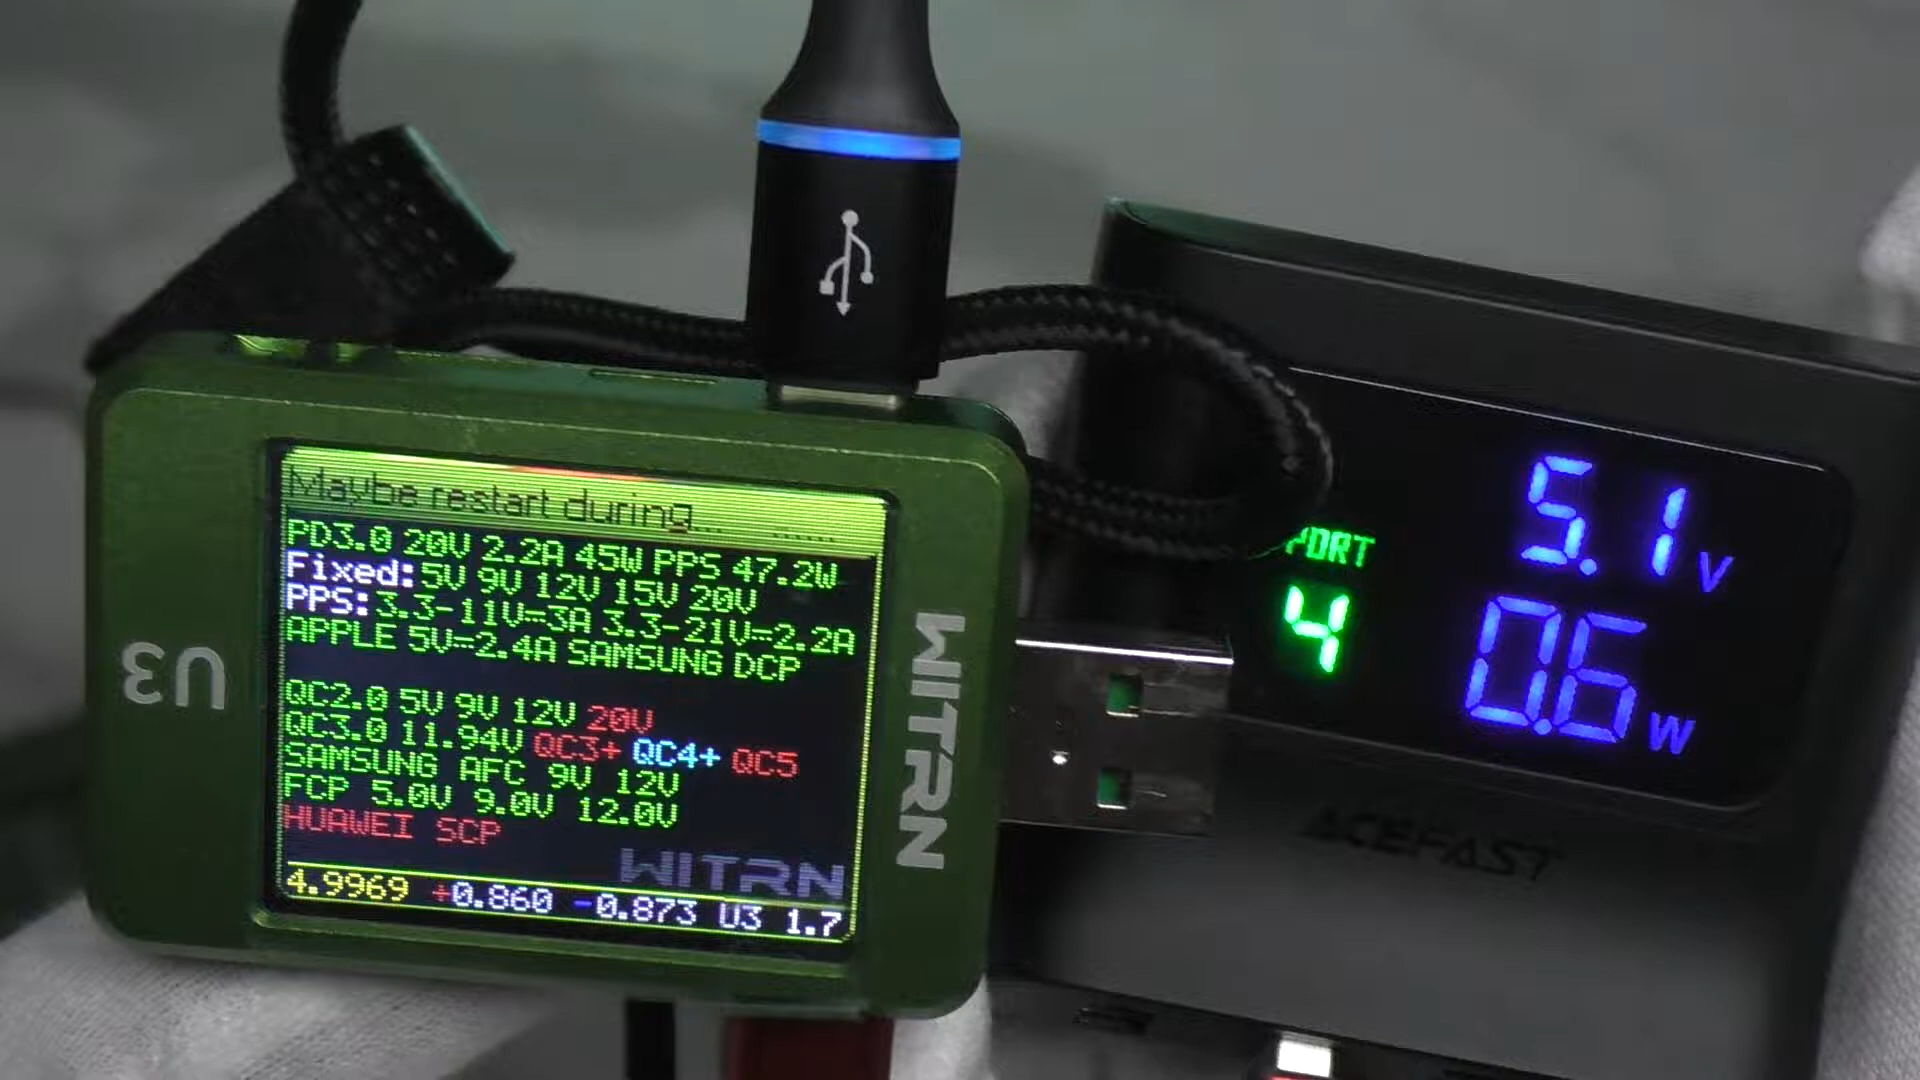 Maybe restart during...
PD3.0 20V 2.2A 45W PPS 47.2W
Fixed:5V 9V 12V 15V 20V
PPS:3.3-11V=3A 3.3-21V=2.2A
APPLE 5V=2.4A SAMSUNG DCP
QC2.0 5V 9V 12V 20V
QC3.0 11.94V QC3+ QC4+ QC5
SAMSUNG AFC 9V 12V
FCP 5.0V 9.0V 12.0V
HUAWEI SCP
WITRN
4.9969 +0.860 -0.873 U3 1.7
U3
WITRN
PORT
4
5.1V
0.6W
ACEFAST